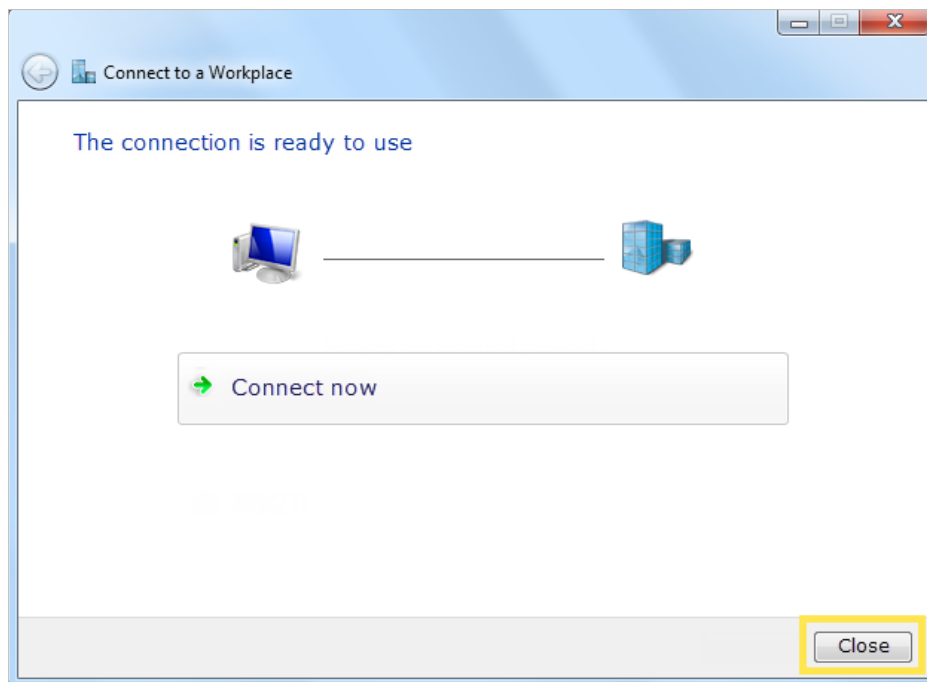 Connect to a Workplace
The connection is ready to use
Connect now
Close